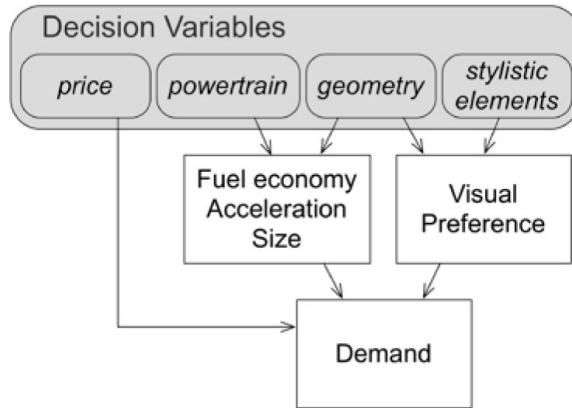 Decision Variables
price
powertrain
geometry
stylistic
elements
Fuel economy
Acceleration
Size
Visual
Preference
Demand